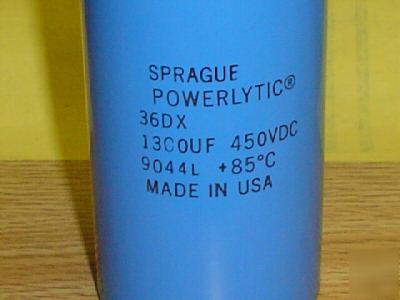 SPRAGUE
POWERLYTIC®
36DX
1300UF 450VDC
9044L +85°C
MADE IN USA